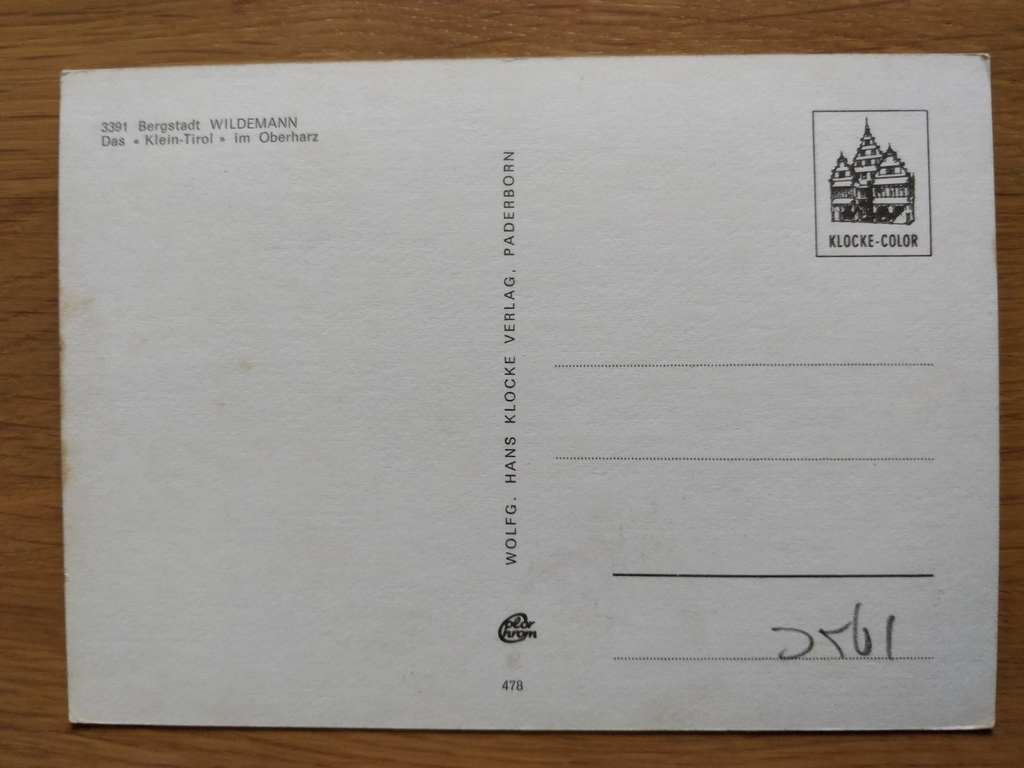 3391 Bergstadt WILDEMANN
Das « Klein-Tirol » im Oberharz
WOLFG. HANS KLOCKE VERLAG, PADERBORN
KLOCKE-COLOR
Color
Chrom
478